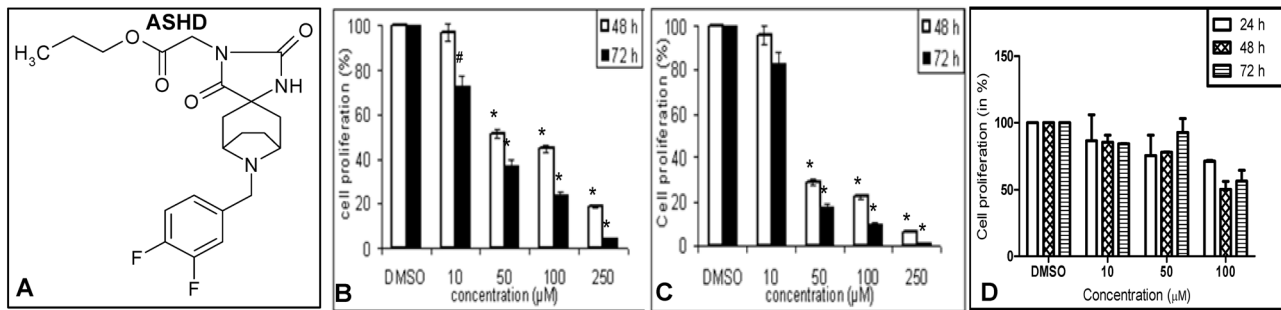 ASHD
O
O
N
H₃C
O
O
O
NH
N
F
F
A
cell proliferation (%)
100
80
60
40
20
0
48 h
72 h
#
*
*
*
*
*
*
DMSO
10
50
100
250
concentration (µM)
B
Cell proliferation (%)
100
80
60
40
20
0
48 h
72 h
*
*
*
*
*
*
DMSO
10
50
100
250
concentration (µM)
C
Cell proliferation (in %)
150
100
50
0
24 h
48 h
72 h
DMSO
10
50
100
Concentration (µM)
D